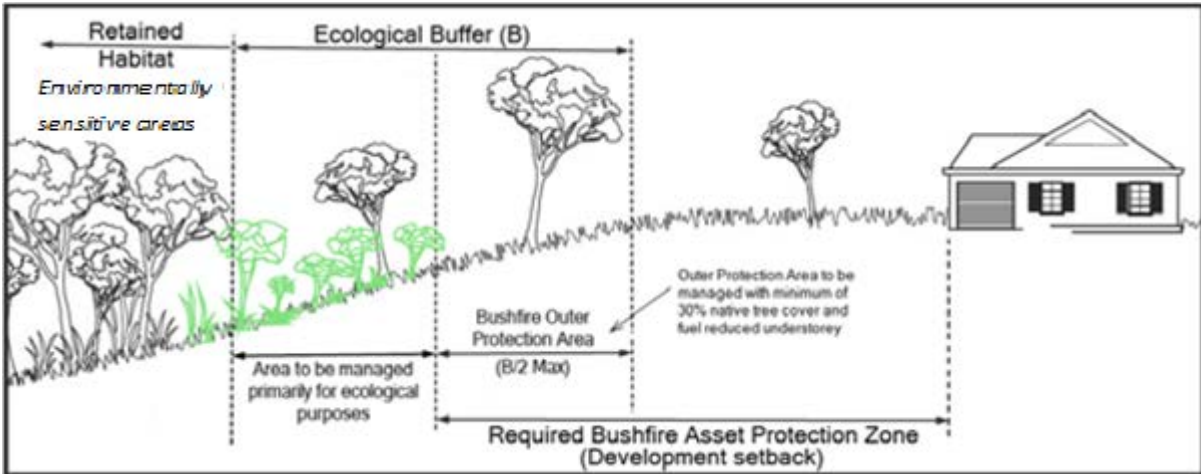 Retained
Habitat
Environmentally
sensitive areas
Ecological Buffer (B)
Outer Protection Area to be
managed with minimum of
30% native tree cover and
fuel reduced understorey
Bushfire Outer
Protection Area
(B/2 Max)
Area to be managed
primarily for ecological
purposes
Required Bushfire Asset Protection Zone
(Development setback)